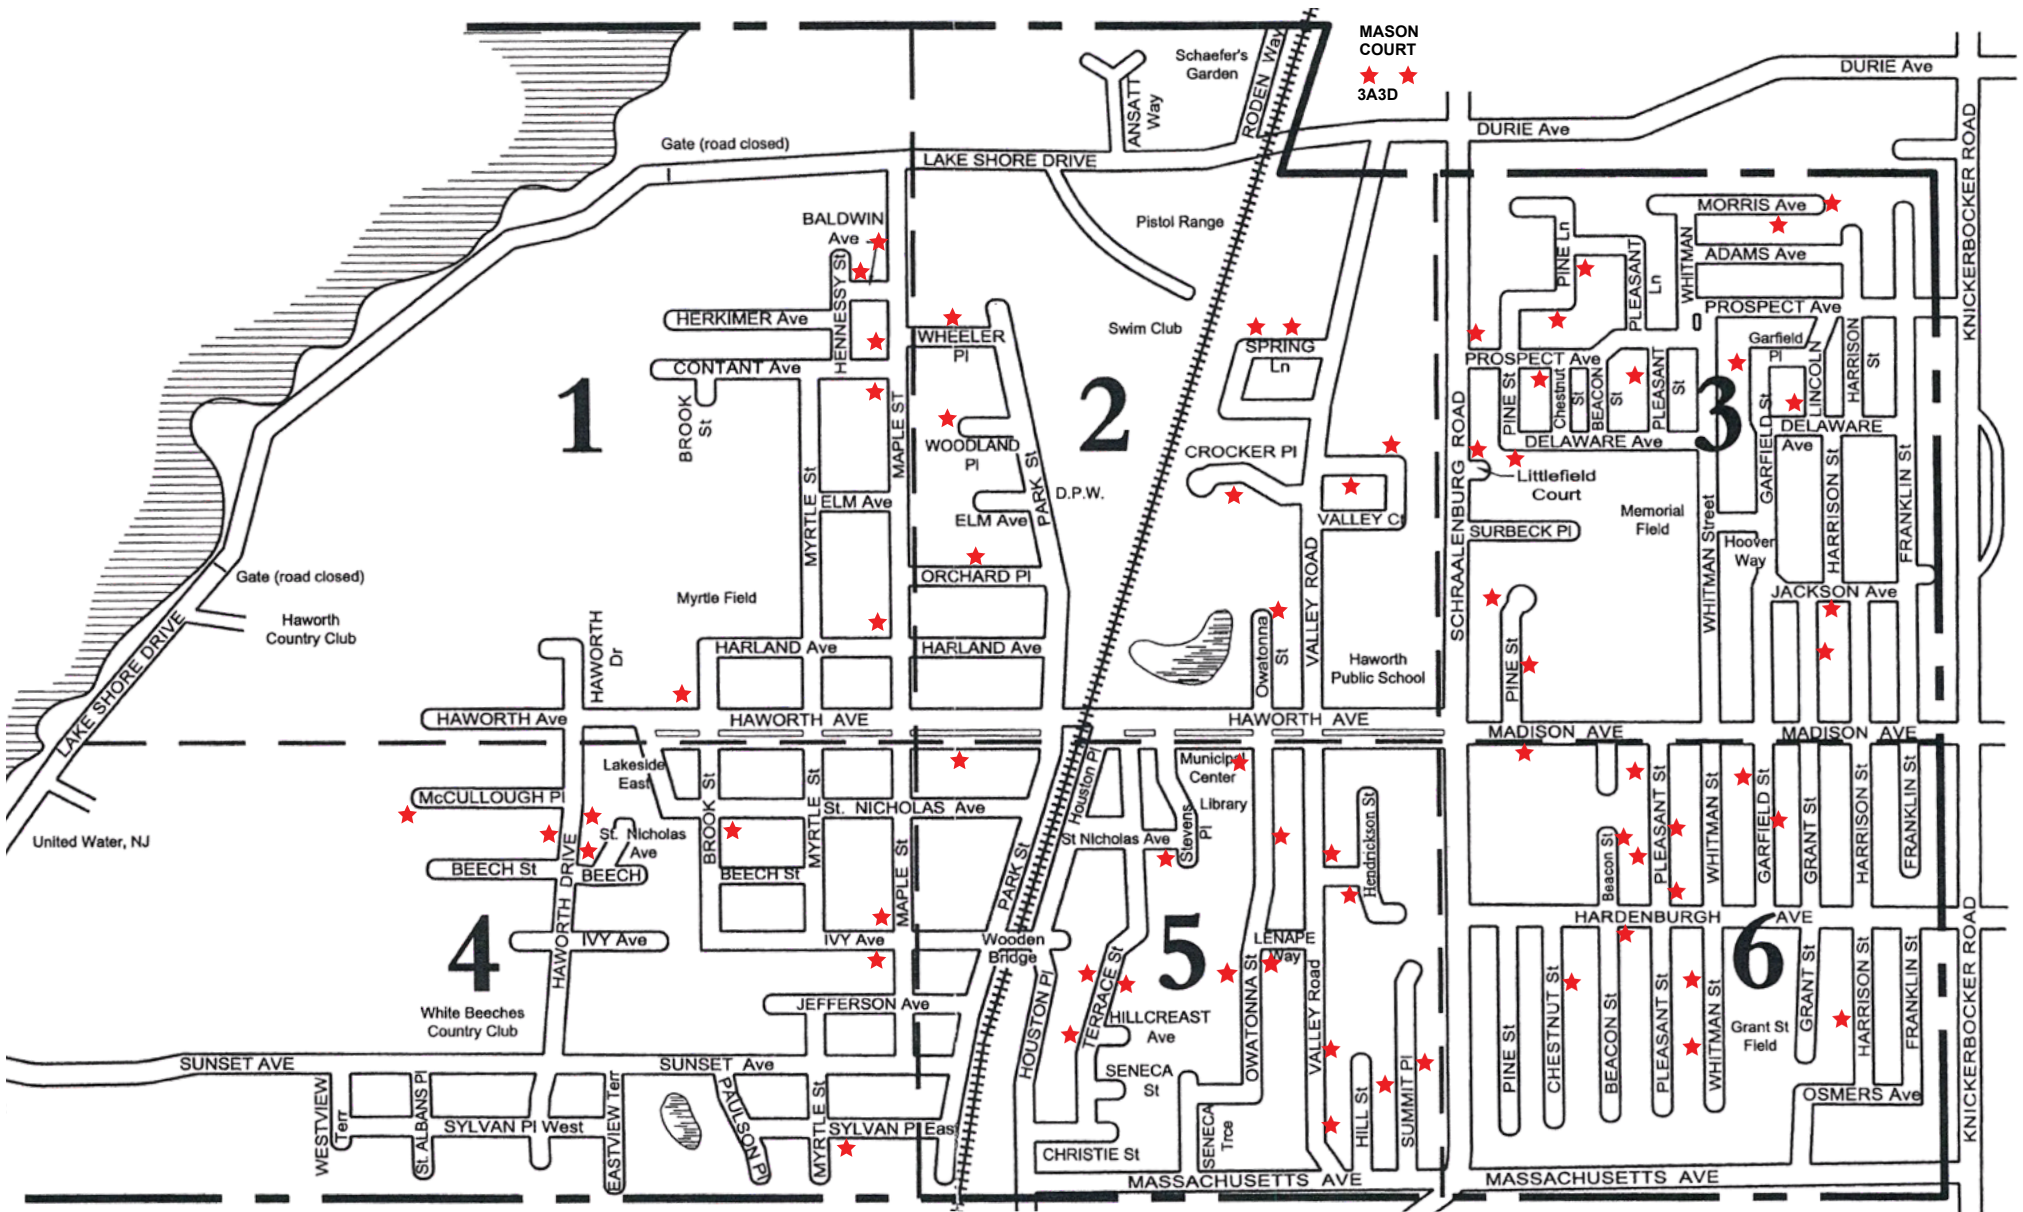 MASON
COURT
3A3D
Schaefer's
Garden
RODEN Way
DURIE Ave
DURIE Ave
ANSATT
Way
Gate (road closed)
LAKE SHORE DRIVE
KNICKERBOCKER ROAD
BALDWIN
Ave
Pistol Range
MORRIS Ave
PINE Ln
PLEASANT
Ln
WHITMAN
ADAMS Ave
HENNESSY St
HERKIMER Ave
WHEELER
Pl
Swim Club
SPRING
Ln
PROSPECT Ave
Garfield
Pl
LINCOLN
HARRISON
St
CONTANT Ave
BROOK
St
PROSPECT Ave
PINE St
Chestnut
St
BEACON
St
PLEASANT
St
1
2
3
MAPLE ST
WOODLAND
Pl
PARK St
CROCKER Pl
SCHRAALENBURG ROAD
DELAWARE Ave
GARFIELD St
DELAWARE
Ave
HARRISON St
FRANKLIN St
MYRTLE St
ELM Ave
ELM Ave
D.P.W.
VALLEY C
Littlefield
Court
Memorial
Field
WHITMAN Street
SURBECK Pl
Hoover
Way
Gate (road closed)
ORCHARD Pl
VALLEY ROAD
JACKSON Ave
Haworth
Country Club
Myrtle Field
LAKE SHORE DRIVE
HAWORTH
Dr
HARLAND Ave
HARLAND Ave
Owatonna
St
Haworth
Public School
PINE St
HAWORTH Ave
HAWORTH AVE
HAWORTH AVE
MADISON AVE
MADISON AVE
Lakeside
East
Houston Pl
Municipal
Center
McCULLOUGH Pl
BROOK St
MYRTLE St
St. NICHOLAS Ave
Stevens
Pl
Library
Hendrickson St
PLEASANT St
WHITMAN St
GARFIELD St
GRANT St
HARRISON St
FRANKLIN St
United Water, NJ
St. Nicholas
Ave
St Nicholas Ave
Beacon St
BEECH St
BEECH
BEECH St
HAWORTH DRIVE
MAPLE St
PARK St
HARDENBURGH AVE
4
5
6
IVY Ave
IVY Ave
Wooden
Bridge
LENAPE
Way
KNICKERBOCKER ROAD
JEFFERSON Ave
HOUSTON Pl
TERRACE St
OWATONNA St
VALLEY Road
CHESTNUT St
BEACON St
PLEASANT St
WHITMAN St
GRANT St
HARRISON St
FRANKLIN St
White Beeches
Country Club
HILLCREAST
Ave
Grant St
Field
PINE St
SUNSET AVE
SUNSET Ave
SENECA
St
HILL St
SUMMIT Pl
OSMERS Ave
WESTVIEW
Terr
St. ALBANS Pl
SYLVAN Pl West
EASTVIEW Terr
PAULSON Pl
MYRTLE St
SYLVAN Pl East
SENECA
Trce
CHRISTIE St
MASSACHUSETTS AVE
MASSACHUSETTS AVE